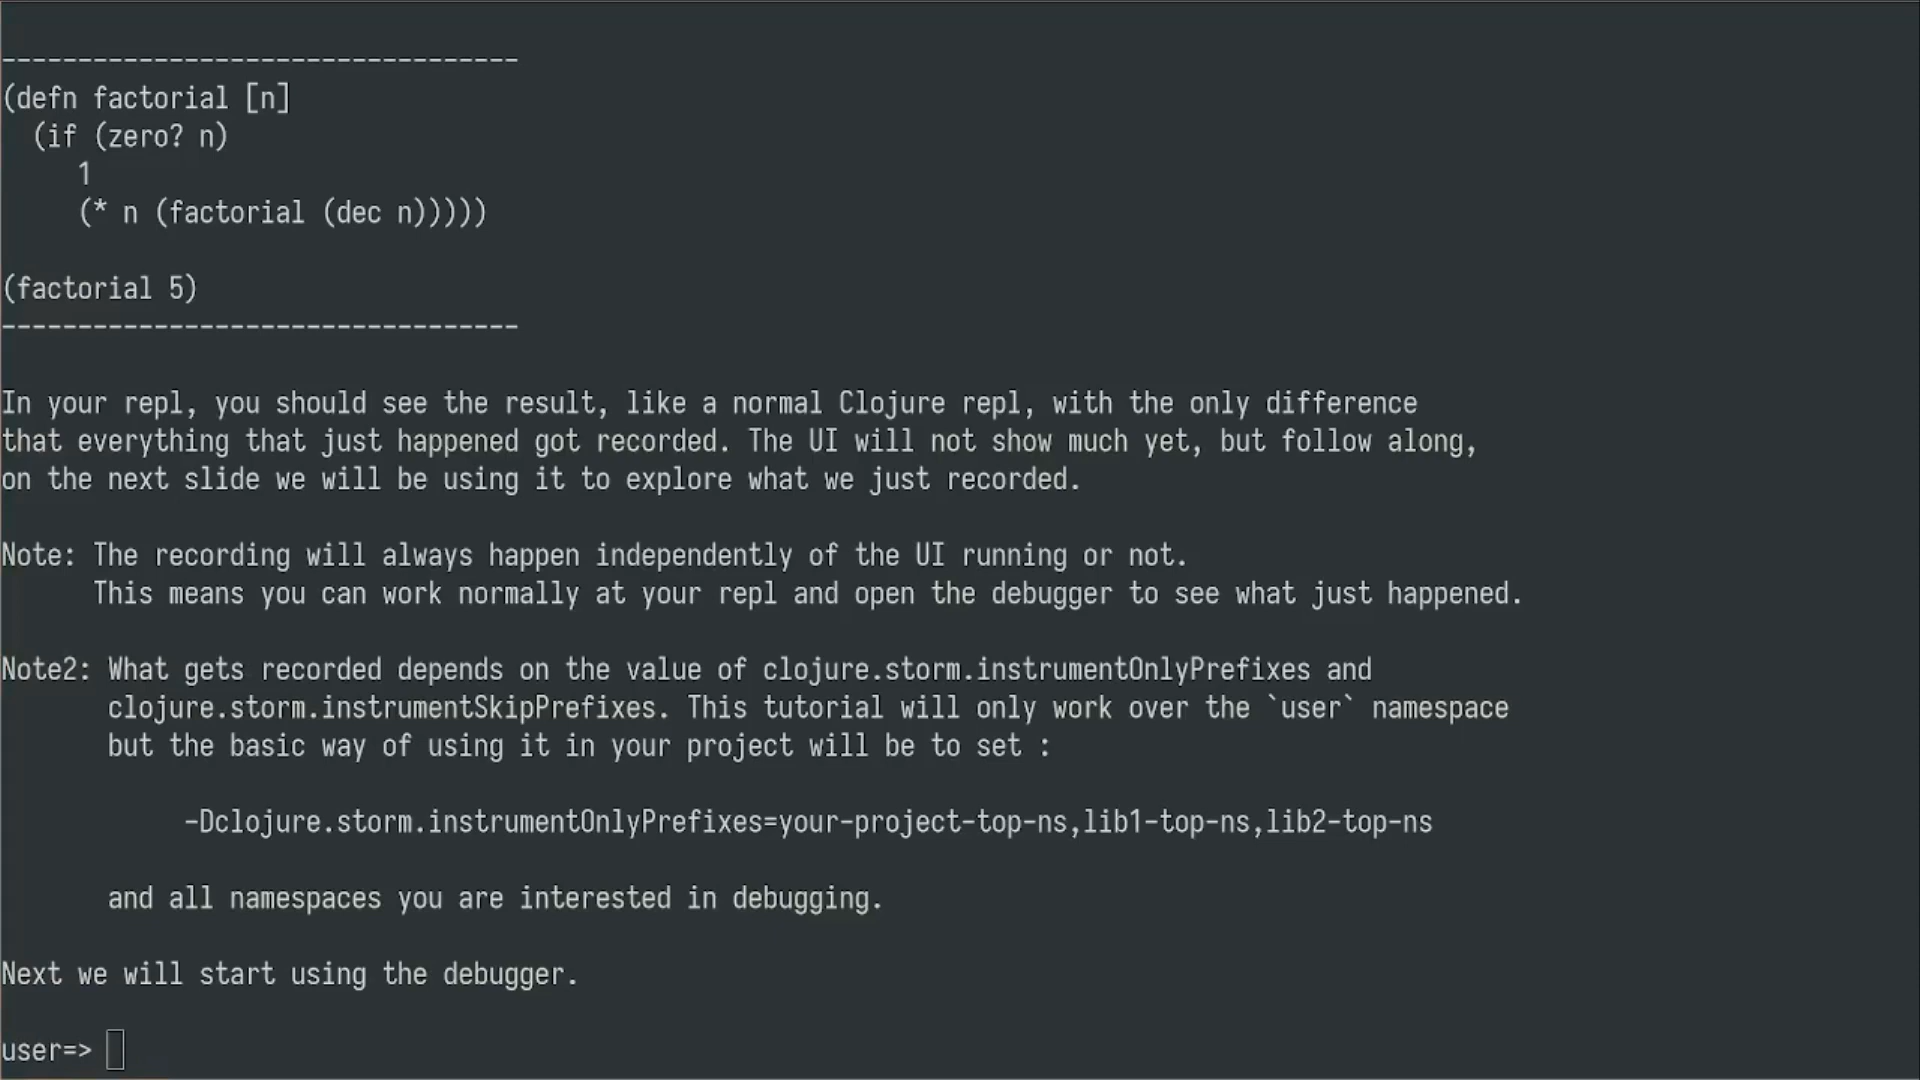 ----------------------------------
(defn factorial [n]
  (if (zero? n)
     1
     (* n (factorial (dec n)))))

(factorial 5)
----------------------------------

In your repl, you should see the result, like a normal Clojure repl, with the only difference
that everything that just happened got recorded. The UI will not show much yet, but follow along,
on the next slide we will be using it to explore what we just recorded.

Note: The recording will always happen independently of the UI running or not.
      This means you can work normally at your repl and open the debugger to see what just happened.

Note2: What gets recorded depends on the value of clojure.storm.instrumentOnlyPrefixes and
       clojure.storm.instrumentSkipPrefixes. This tutorial will only work over the `user` namespace
       but the basic way of using it in your project will be to set :

            -Dclojure.storm.instrumentOnlyPrefixes=your-project-top-ns,lib1-top-ns,lib2-top-ns

       and all namespaces you are interested in debugging.

Next we will start using the debugger.

user=>